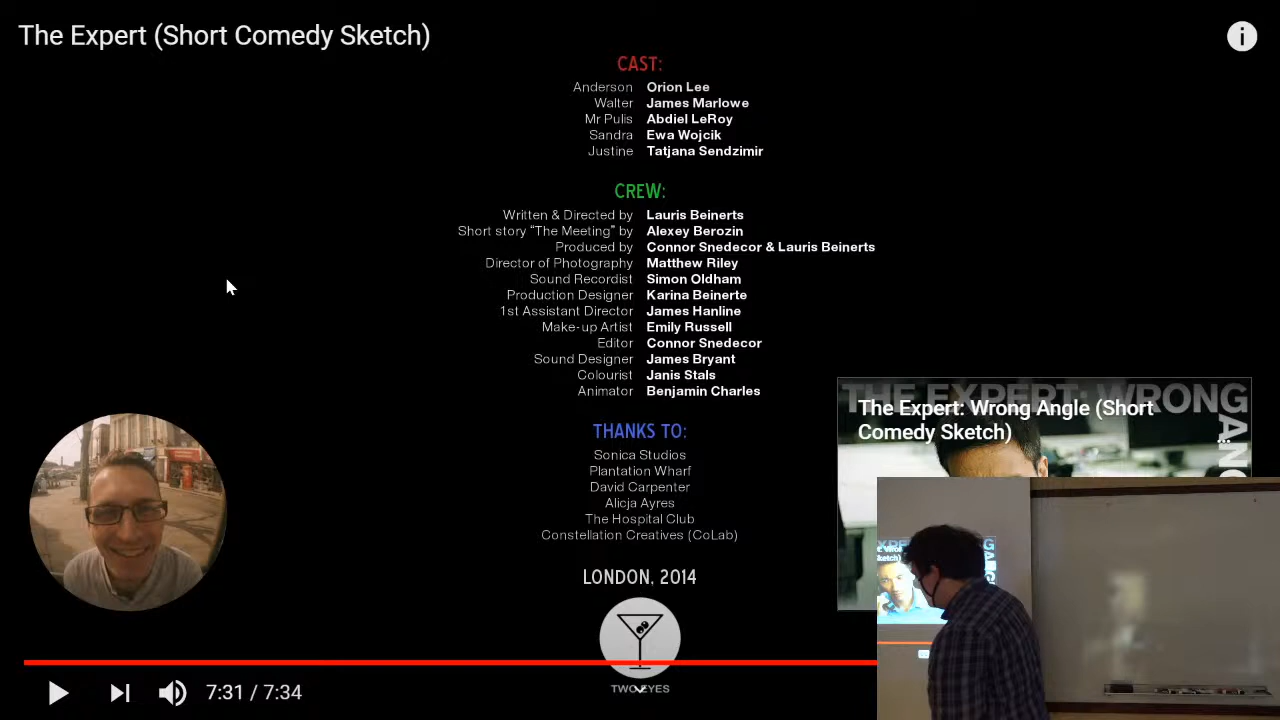 The Expert (Short Comedy Sketch)
CAST:
Anderson Orion Lee
Walter James Marlowe
Mr Pulis Abdiel LeRoy
Sandra Ewa Wojcik
Justine Tatjana Sendzimir
CREW:
Written & Directed by Lauris Beinerts
Short story "The Meeting" by Alexey Berozin
Produced by Connor Snedecor & Lauris Beinerts
Director of Photography Matthew Riley
Sound Recordist Simon Oldham
Production Designer Karina Beinerte
1st Assistant Director James Hanline
Make-up Artist Emily Russell
Editor Connor Snedecor
Sound Designer James Bryant
Colourist Janis Stals
Animator Benjamin Charles
THE EXPERT: WRONG
ANG
The Expert: Wrong Angle (Short
Comedy Sketch)
THANKS TO:
Sonica Studios
Plantation Wharf
David Carpenter
Alicja Ayres
The Hospital Club
Constellation Creatives (CoLab)
LONDON, 2014
TWO EYES
7:31 / 7:34